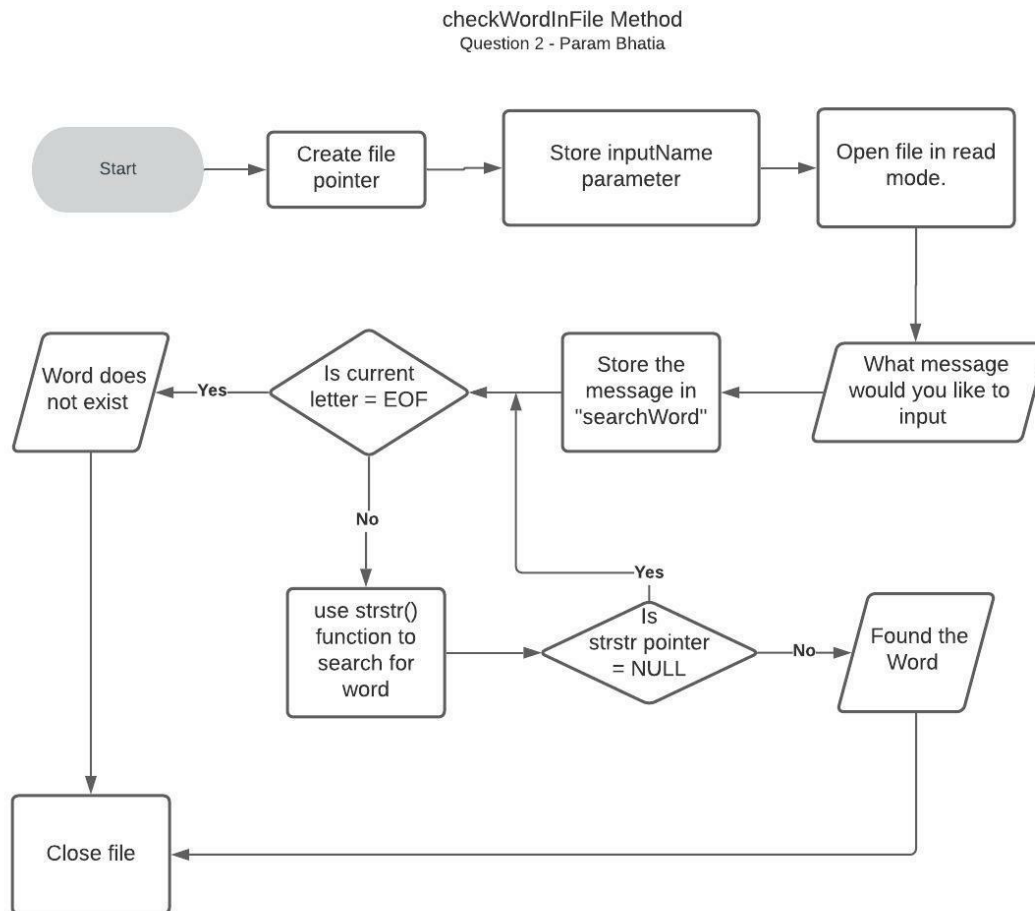 checkWordInFile Method
Question 2 - Param Bhatia
Start
Create file
pointer
Store inputName
parameter
Open file in read
mode.
What message
would you like to
input
Store the
message in
"searchWord"
Is current
letter = EOF
Yes
Word does
not exist
No
use strstr()
function to
search for
word
Is
strstr pointer
= NULL
Yes
No
Found the
Word
Close file